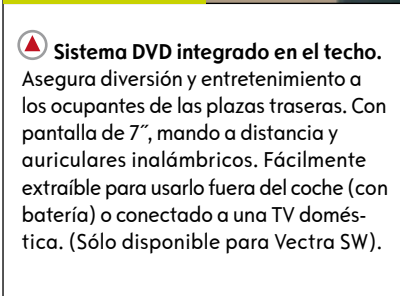 Sistema DVD integrado en el techo.
Asegura diversión y entretenimiento a
los ocupantes de las plazas traseras. Con
pantalla de 7˝, mando a distancia y
auriculares inalámbricos. Fácilmente
extraíble para usarlo fuera del coche (con
batería) o conectado a una TV domés-
tica. (Sólo disponible para Vectra SW).